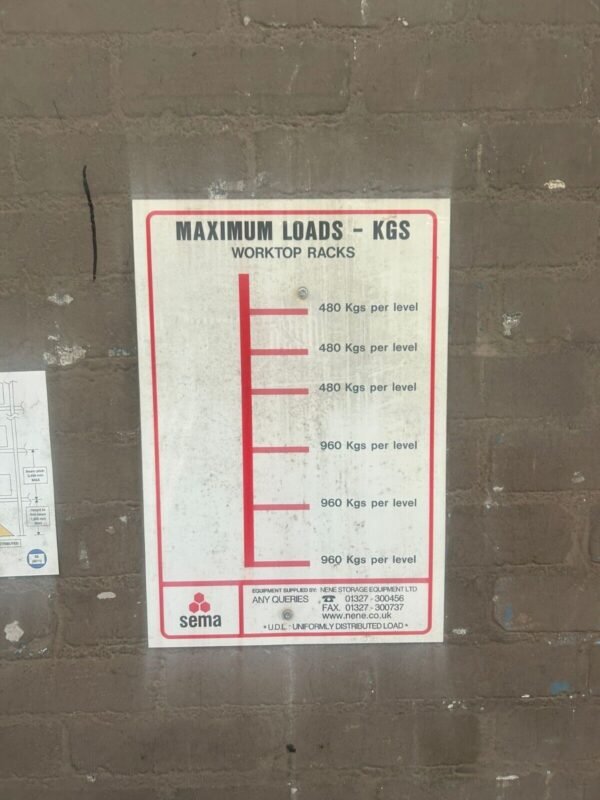 MAXIMUM LOADS - KGS
WORKTOP RACKS
480 Kgs per level
480 Kgs per level
480 Kgs per level
960 Kgs per level
960 Kgs per level
960 Kgs per level
sema
EQUIPMENT SUPPLIED BY: NENE STORAGE EQUIPMENT LTD
ANY QUERIES ☎ 01327 - 300456
FAX. 01327 - 300737
www.nene.co.uk
* U.D.L. - UNIFORMLY DISTRIBUTED LOAD *